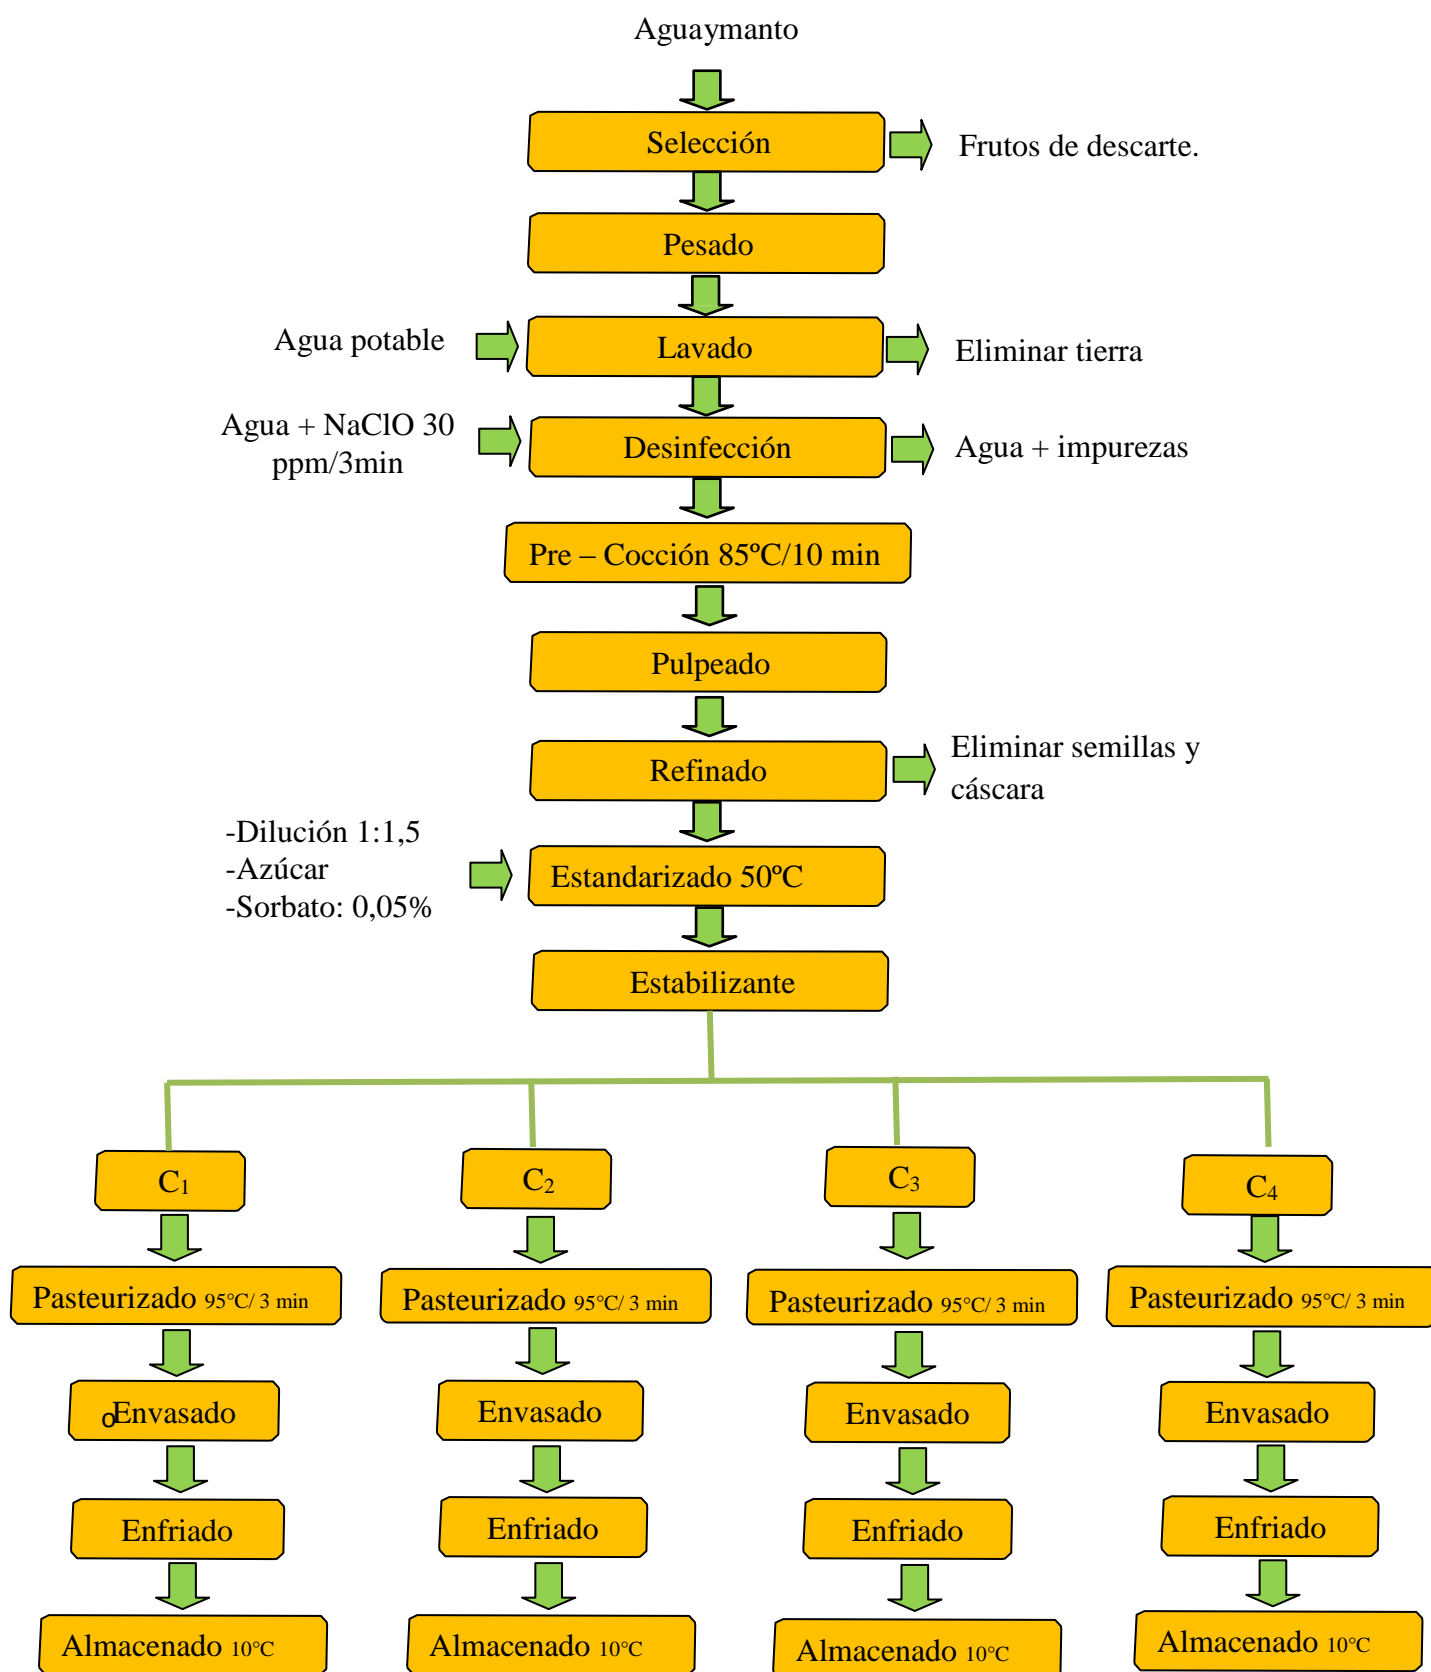 Aguaymanto
Selección
Frutos de descarte.
Pesado
Agua potable
Lavado
Eliminar tierra
Agua + NaClO 30
ppm/3min
Desinfección
Agua + impurezas
Pre – Cocción 85ºC/10 min
Pulpeado
Refinado
Eliminar semillas y
cáscara
-Dilución 1:1,5
-Azúcar
-Sorbato: 0,05%
Estandarizado 50ºC
Estabilizante
C₁
C₂
C₃
C₄
Pasteurizado 95°C/ 3 min
Pasteurizado 95°C/ 3 min
Pasteurizado 95°C/ 3 min
Pasteurizado 95°C/ 3 min
oEnvasado
Envasado
Envasado
Envasado
Enfriado
Enfriado
Enfriado
Enfriado
Almacenado 10°C
Almacenado 10°C
Almacenado 10°C
Almacenado 10°C